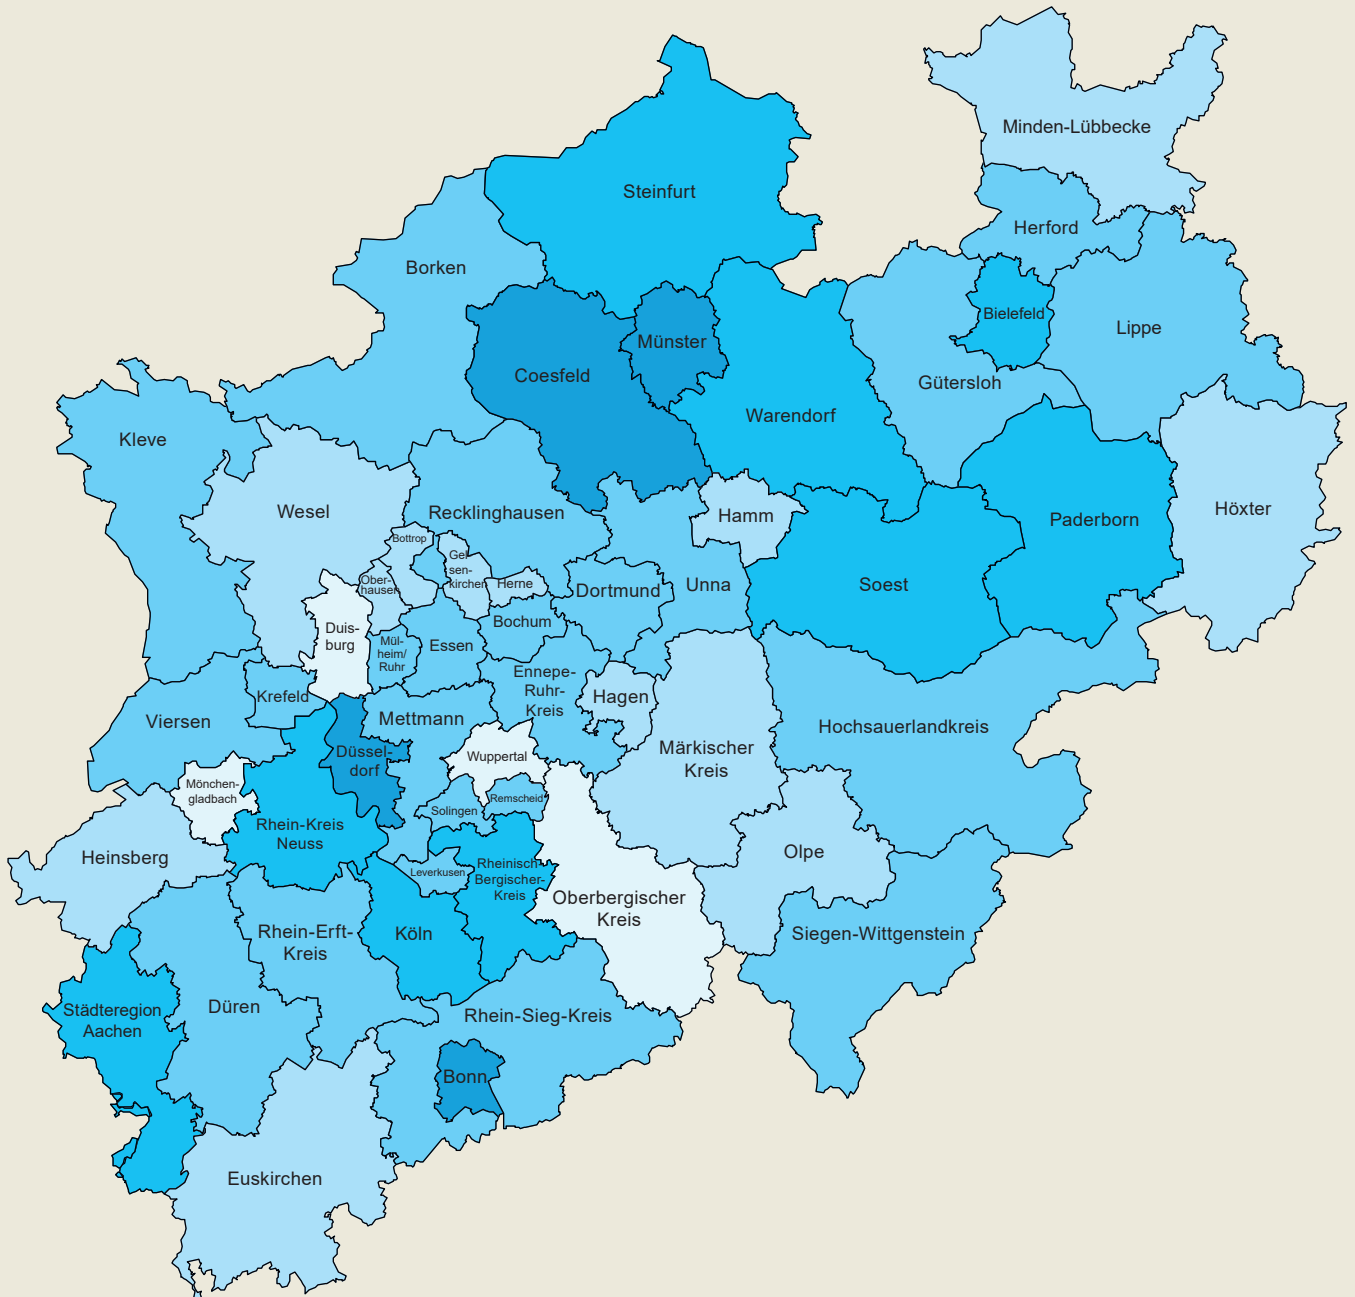 Minden-Lübbecke
Steinfurt
Herford
Borken
Bielefeld
Lippe
Münster
Coesfeld
Gütersloh
Warendorf
Kleve
Wesel
Recklinghausen
Hamm
Höxter
Paderborn
Bottrop
Gel-
sen-
kirchen
Ober-
hausen
Herne
Dortmund
Unna
Soest
Duis-
burg
Bochum
Mül-
heim/
Ruhr
Essen
Ennepe-
Ruhr-
Kreis
Krefeld
Hagen
Viersen
Mettmann
Hochsauerlandkreis
Düssel-
dorf
Wuppertal
Märkischer
Kreis
Mönchen-
gladbach
Remscheid
Solingen
Rhein-Kreis
Neuss
Heinsberg
Olpe
Leverkusen
Rheinisch-
Bergischer-
Kreis
Oberbergischer
Kreis
Rhein-Erft-
Kreis
Köln
Siegen-Wittgenstein
Städteregion
Aachen
Düren
Rhein-Sieg-Kreis
Bonn
Euskirchen